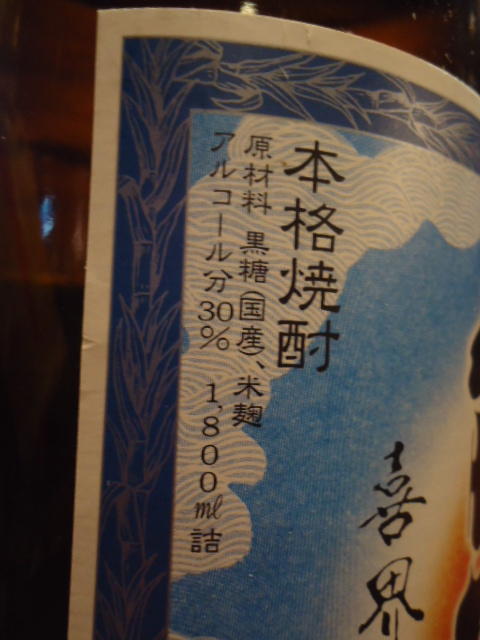 本格焼酎
原材料 黒糖(国産)、米麹
アルコール分30% 1,800ml詰
喜界